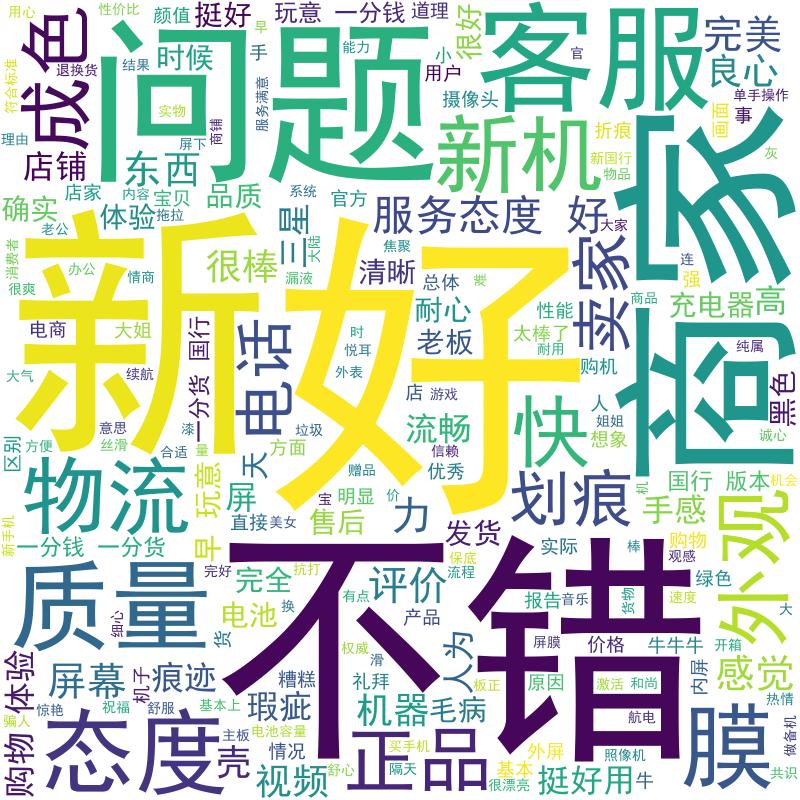 用心
性价比
颜值
挺好
玩意
一分钱
道理
很好
客服
完美
成色
问题
早
手
能力
小
官
退换货
结果
时候
用户
良心
符合标准
实物
服务满意
摄像头
单手操作
事
画面
理由
屏下
商铺
新机
折痕
店铺
东西
新国行
物品
灰
家
店家
内容
宝贝
品质
系统
官方
确实
体验
拖拉
三星
大陆
服务态度
好
大家
老公
焦聚
消费者
办公
情商
很棒
漏液
清晰
总体
卖家
连
强
很爽
新
好
耐心
性能
商品
充电器
高
电商
大姐
国行
电话
时
老板
太棒了
纯属
悦耳
耐用
购机
商
黑色
大气
续航
一分货
外表
店
游戏
快
人
姐姐
诚心
漆
垃圾
流畅
信赖
想象
区别
意思
丝滑
方便
合适
量
天
方面
优秀
物流
玩意
屏
赠品
宝
明显
价
力
划痕
手感
国行
版本
机会
机
直接
美女
售后
发货
外观
新手机
一分钱
一分货
早
保底
实际
棒
购物
观感
不错
质量
完好
完全
抗打
评价
流程
绿色
细心
电池
换
有点
产品
报告
音乐
货物
速度
大
货
权威
人为
屏膜
价格
牛牛牛
开箱
体验
屏幕
机子
痕迹
糟糕
滑
礼拜
板正
原因
激活
和尚
内屏
感觉
热情
骗人
惊艳
祝福
舒服
基本上
瑕疵
机器
毛病
航电
膜
态度
主板
电池容量
买手机
正品
外屏
照像机
做备机
购物
壳
情况
视频
舒心
隔天
很漂亮
基本
挺好用
牛
共识